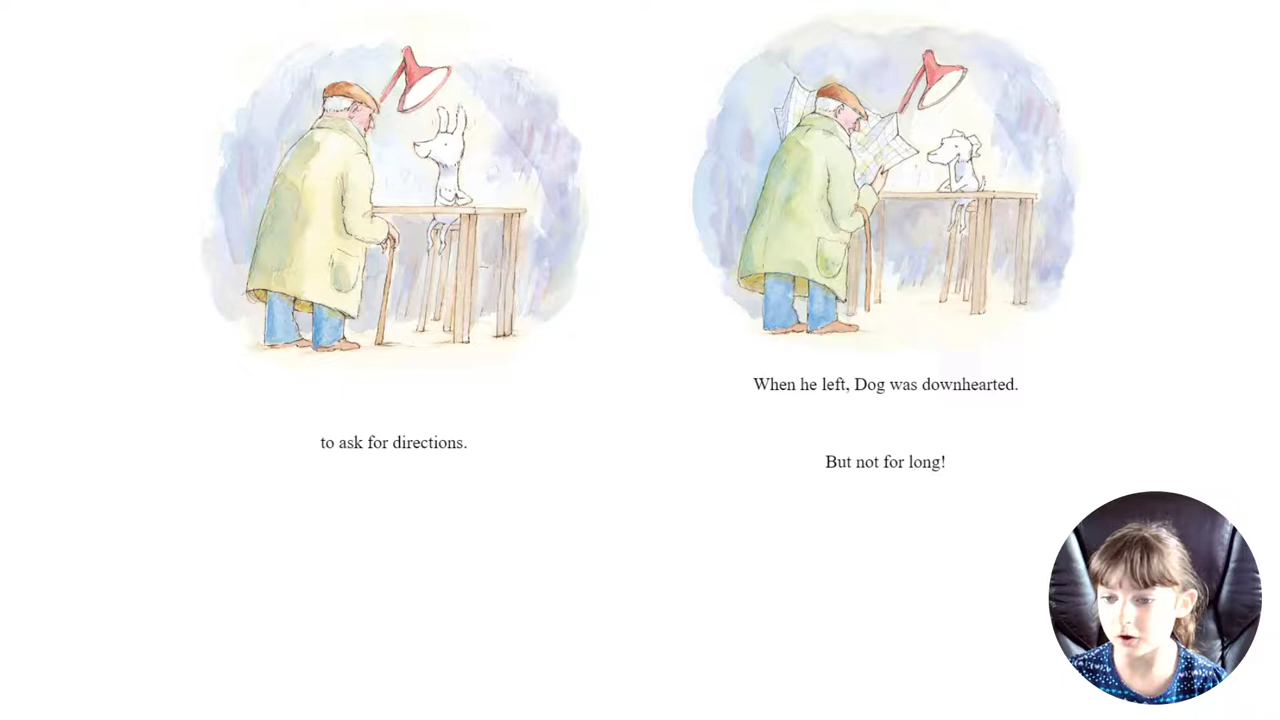 to ask for directions.
When he left, Dog was downhearted.
But not for long!